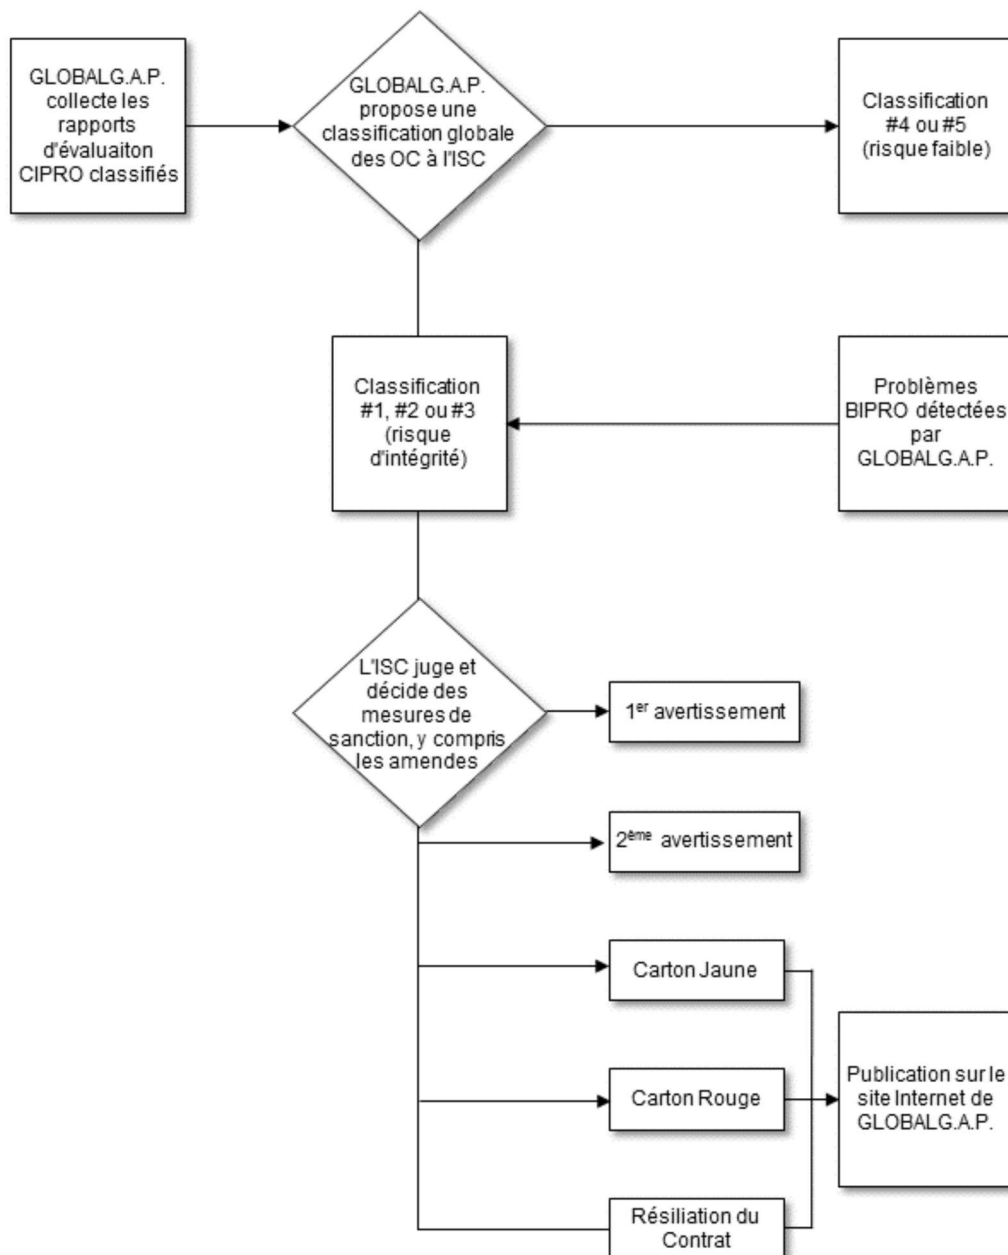 GLOBALG.A.P.
collecte les
rapports
d'évaluaiton
CIPRO classifiés
GLOBALG.A.P.
propose une
classification globale
des OC à l'ISC
Classification
#4 ou #5
(risque faible)
Classification
#1, #2 ou #3
(risque
d'intégrité)
Problèmes
BIPRO détectées
par
GLOBALG.A.P.
L'ISC juge et
décide des
mesures de
sanction, y compris
les amendes
1er avertissement
2ème avertissement
Carton Jaune
Carton Rouge
Publication sur le
site Internet de
GLOBALG.A.P.
Résiliation du
Contrat